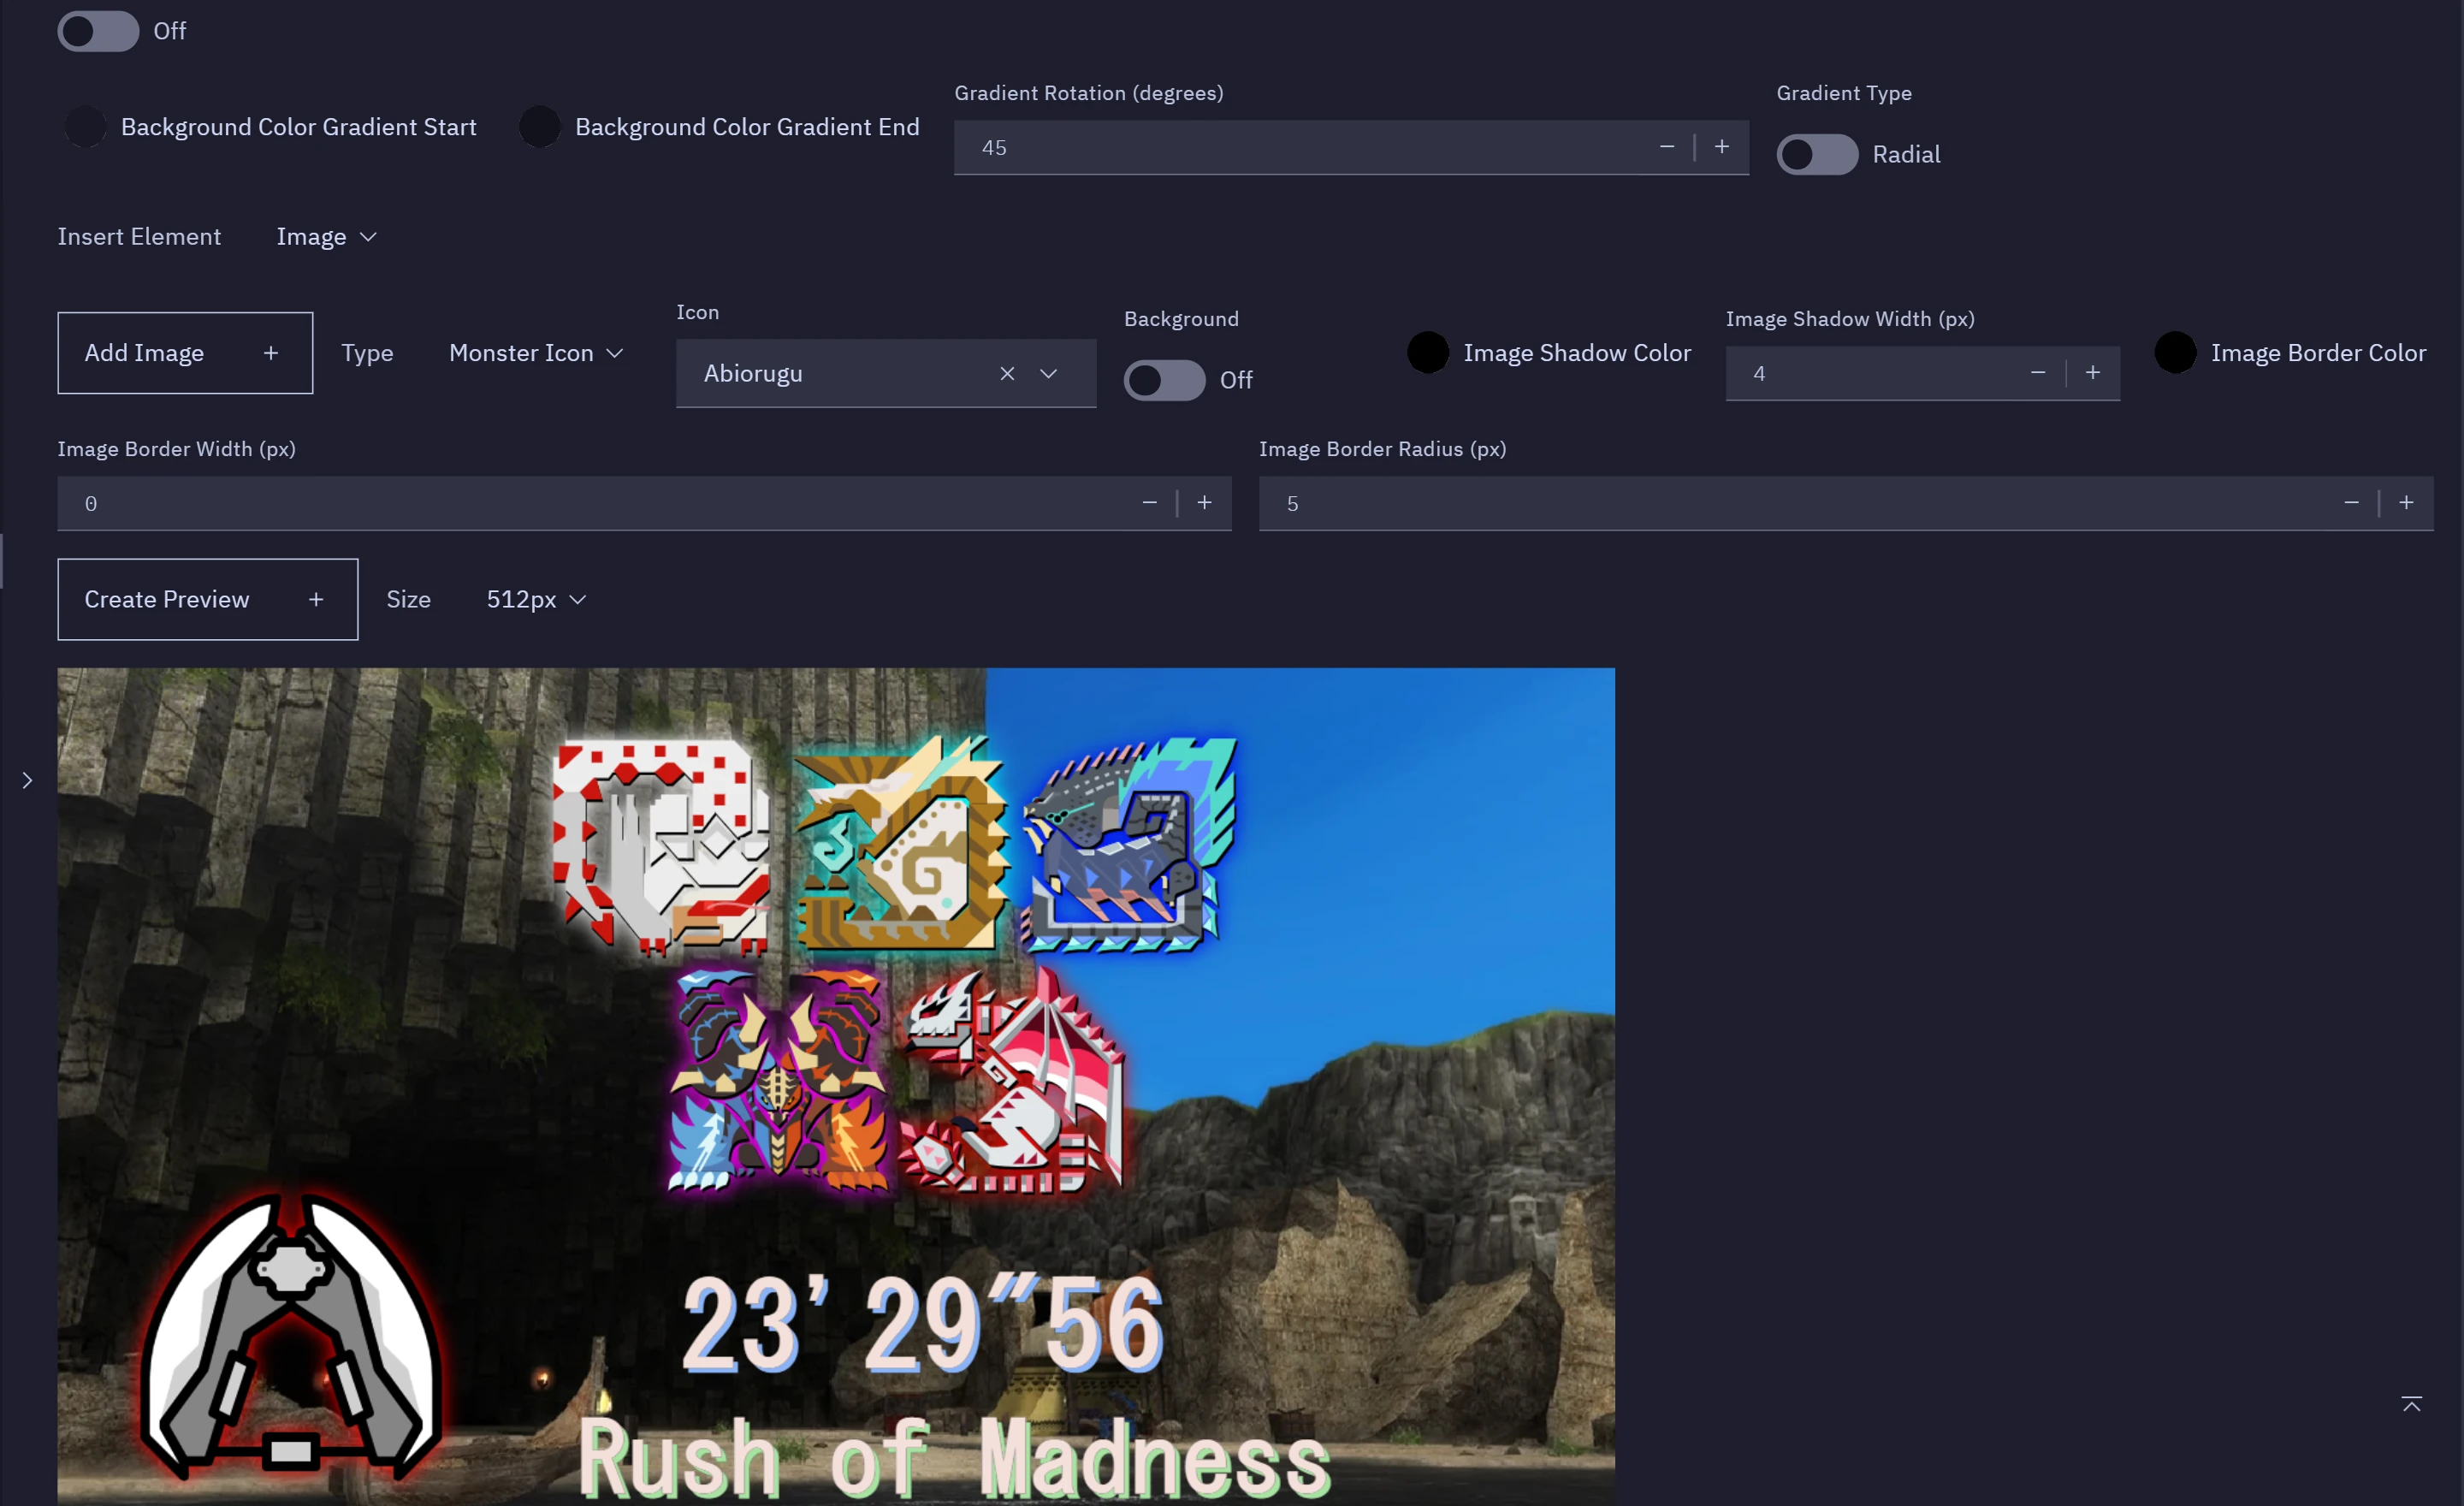 Off
Gradient Rotation (degrees)
Gradient Type
Background Color Gradient Start
Background Color Gradient End
45
Radial
Insert Element
Image
Icon
Background
Image Shadow Width (px)
Add Image
Type
Monster Icon
Abiorugu
Off
Image Shadow Color
4
Image Border Color
Image Border Width (px)
Image Border Radius (px)
0
5
Create Preview
Size
512px
23' 29"56
Rush of Madness